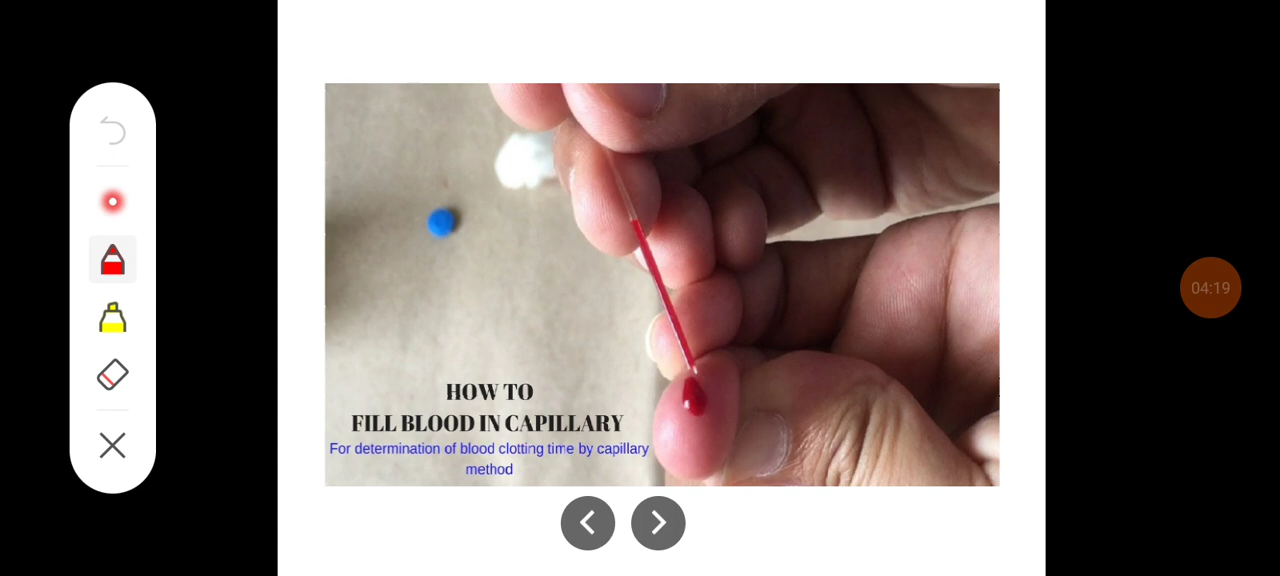 HOW TO
FILL BLOOD IN CAPILLARY
For determination of blood clotting time by capillary
method
04:19